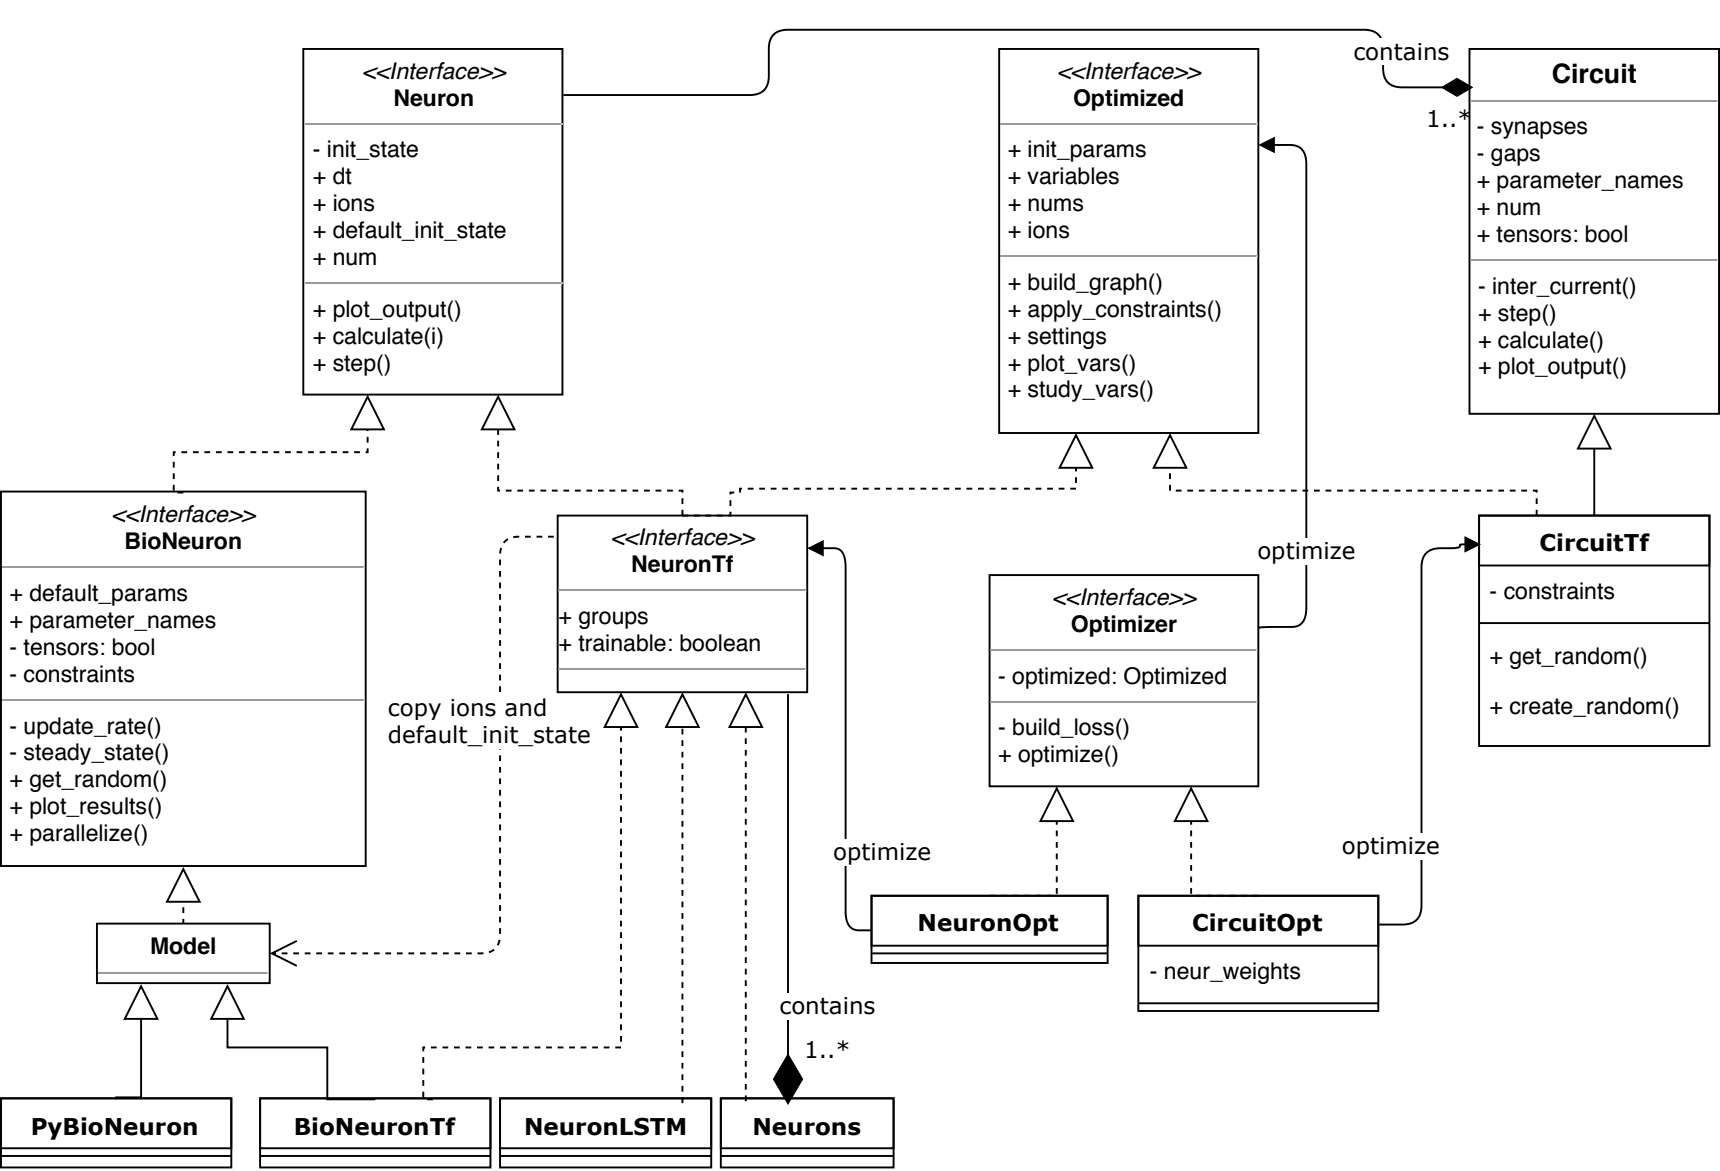 <<Interface>>
Neuron
- init_state
+ dt
+ ions
+ default_init_state
+ num
+ plot_output()
+ calculate(i)
+ step()
<<Interface>>
Optimized
+ init_params
+ variables
+ nums
+ ions
+ build_graph()
+ apply_constraints()
+ settings
+ plot_vars()
+ study_vars()
contains
1..*
Circuit
- synapses
- gaps
+ parameter_names
+ num
+ tensors: bool
- inter_current()
+ step()
+ calculate()
+ plot_output()
<<Interface>>
BioNeuron
+ default_params
+ parameter_names
- tensors: bool
- constraints
- update_rate()
- steady_state()
+ get_random()
+ plot_results()
+ parallelize()
copy ions and
default_init_state
<<Interface>>
NeuronTf
+ groups
+ trainable: boolean
<<Interface>>
Optimizer
- optimized: Optimized
- build_loss()
+ optimize()
optimize
CircuitTf
- constraints
+ get_random()
+ create_random()
optimize
optimize
Model
NeuronOpt
CircuitOpt
- neur_weights
contains
1..*
PyBioNeuron
BioNeuronTf
NeuronLSTM
Neurons